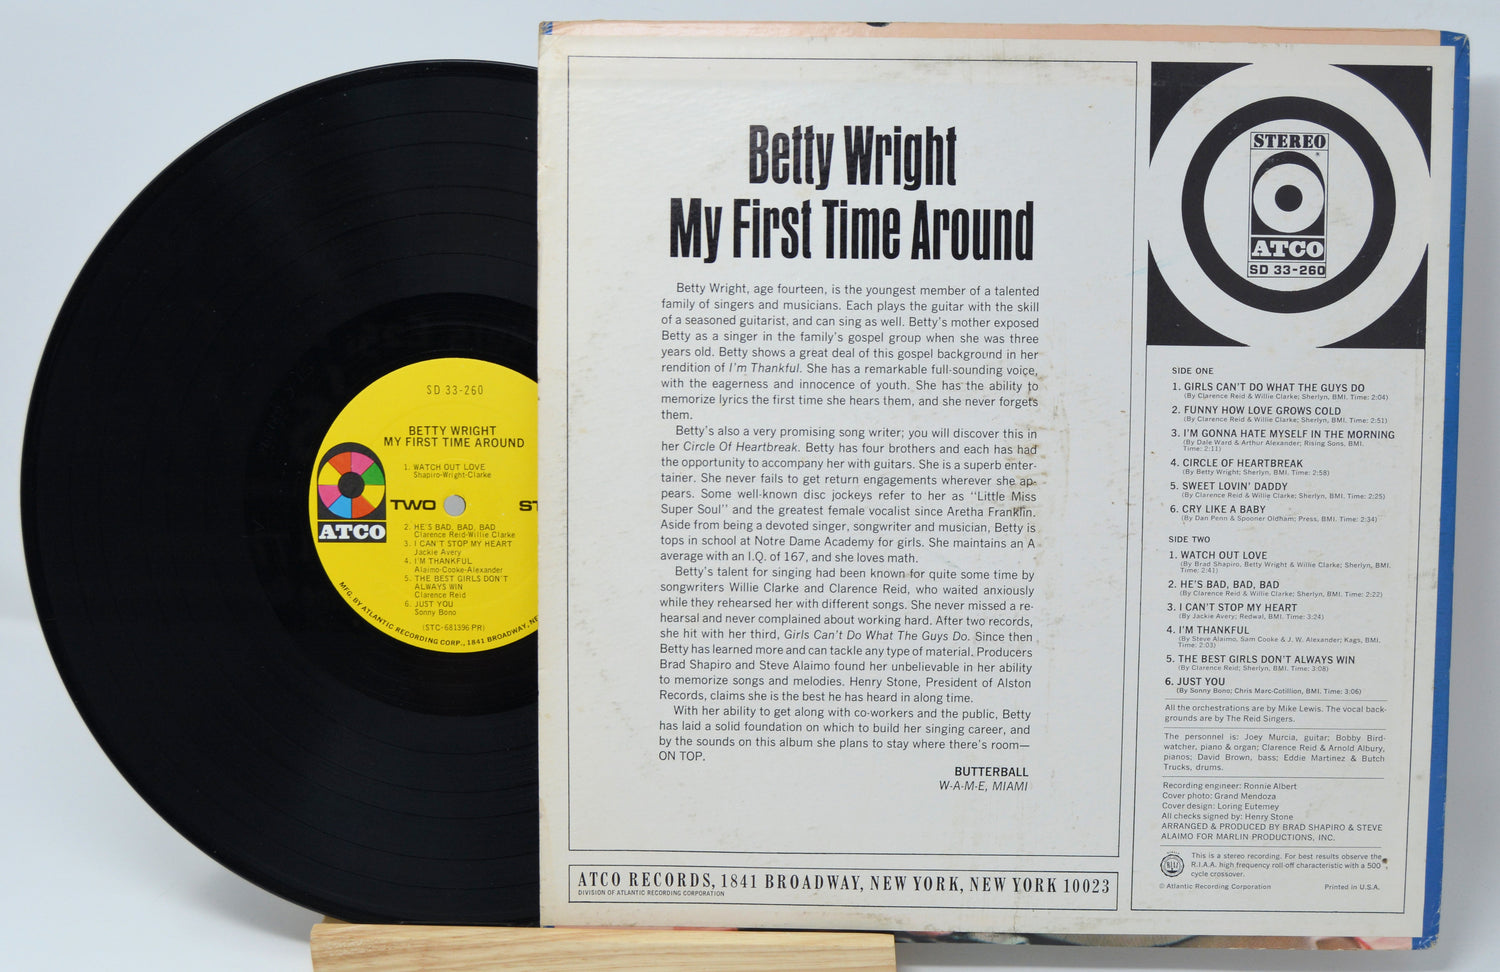 SD 33-260
BETTY WRIGHT
MY FIRST TIME AROUND
1. WATCH OUT LOVE
Shapiro-Wright-Clarke
TWO
ST
ATCO
2. HE'S BAD, BAD, BAD
Clarence Reid-Willie Clarke
3. I CAN'T STOP MY HEART
Jackie Avery
4. I'M THANKFUL
Alaimo-Cooke-Alexander
5. THE BEST GIRLS DON'T
ALWAYS WIN
Clarence Reid
6. JUST YOU
Sonny Bono
(STC-681396 PR)
MFG. BY ATLANTIC RECORDING CORP., 1841 BROADWAY, NE
Betty Wright
My First Time Around
Betty Wright, age fourteen, is the youngest member of a talented
family of singers and musicians. Each plays the guitar with the skill
of a seasoned guitarist, and can sing as well. Betty's mother exposed
Betty as a singer in the family's gospel group when she was three
years old. Betty shows a great deal of this gospel background in her
rendition of I'm Thankful. She has a remarkable full-sounding voice,
with the eagerness and innocence of youth. She has the ability to
memorize lyrics the first time she hears them, and she never forgets
them.
Betty's also a very promising song writer; you will discover this in
her Circle Of Heartbreak. Betty has four brothers and each has had
the opportunity to accompany her with guitars. She is a superb enter-
tainer. She never fails to get return engagements wherever she ap-
pears. Some well-known disc jockeys refer to her as "Little Miss
Super Soul" and the greatest female vocalist since Aretha Franklin.
Aside from being a devoted singer, songwriter and musician, Betty is
tops in school at Notre Dame Academy for girls. She maintains an A
average with an I.Q. of 167, and she loves math.
Betty's talent for singing had been known for quite some time by
songwriters Willie Clarke and Clarence Reid, who waited anxiously
while they rehearsed her with different songs. She never missed a re-
hearsal and never complained about working hard. After two records,
she hit with her third, Girls Can't Do What The Guys Do. Since then
Betty has learned more and can tackle any type of material. Producers
Brad Shapiro and Steve Alaimo found her unbelievable in her ability
to memorize songs and melodies. Henry Stone, President of Alston
Records, claims she is the best he has heard in along time.
With her ability to get along with co-workers and the public, Betty
has laid a solid foundation on which to build her singing career, and
by the sounds on this album she plans to stay where there's room—
ON TOP.
BUTTERBALL
W-A-M-E, MIAMI
ATCO RECORDS, 1841 BROADWAY, NEW YORK, NEW YORK 10023
DIVISION OF ATLANTIC RECORDING CORPORATION
STEREO
ATCO
SD 33-260
SIDE ONE
1. GIRLS CAN'T DO WHAT THE GUYS DO
(By Clarence Reid & Willie Clarke; Sherlyn, BMI. Time: 2:04)
2. FUNNY HOW LOVE GROWS COLD
(By Clarence Reid & Willie Clarke; Sherlyn, BMI. Time: 2:51)
3. I'M GONNA HATE MYSELF IN THE MORNING
(By Dale Ward & Arthur Alexander; Rising Sons, BMI.
Time: 2:11)
4. CIRCLE OF HEARTBREAK
(By Betty Wright; Sherlyn, BMI. Time: 2:58)
5. SWEET LOVIN' DADDY
(By Clarence Reid & Willie Clarke; Sherlyn, BMI. Time: 2:25)
6. CRY LIKE A BABY
(By Dan Penn & Spooner Oldham; Press, BMI. Time: 2:34)
SIDE TWO
1. WATCH OUT LOVE
(By Brad Shapiro, Betty Wright & Willie Clarke; Sherlyn, BMI.
Time: 2:41)
2. HE'S BAD, BAD, BAD
(By Clarence Reid & Willie Clarke; Sherlyn, BMI. Time: 2:22)
3. I CAN'T STOP MY HEART
(By Jackie Avery; Redwal, BMI. Time: 3:24)
4. I'M THANKFUL
(By Steve Alaimo, Sam Cooke & J. W. Alexander; Kags, BMI.
Time: 2:03)
5. THE BEST GIRLS DON'T ALWAYS WIN
(By Clarence Reid; Sherlyn, BMI. Time: 3:08)
6. JUST YOU
(By Sonny Bono; Chris Marc-Cotillion, BMI. Time: 3:06)
All the orchestrations are by Mike Lewis. The vocal back-
grounds are by The Reid Singers.
The personnel is: Joey Murcia, guitar; Bobby Bird-
watcher, piano & organ; Clarence Reid & Arnold Albury,
pianos; David Brown, bass; Eddie Martinez & Butch
Trucks, drums.
Recording engineer: Ronnie Albert
Cover photo: Grand Mendoza
Cover design: Loring Eutemey
All checks signed by: Henry Stone
ARRANGED & PRODUCED BY BRAD SHAPIRO & STEVE
ALAIMO FOR MARLIN PRODUCTIONS, INC.
This is a stereo recording. For best results observe the
R.I.A.A. high frequency roll-off characteristic with a 500
cycle crossover.
© Atlantic Recording Corporation
Printed in U.S.A.